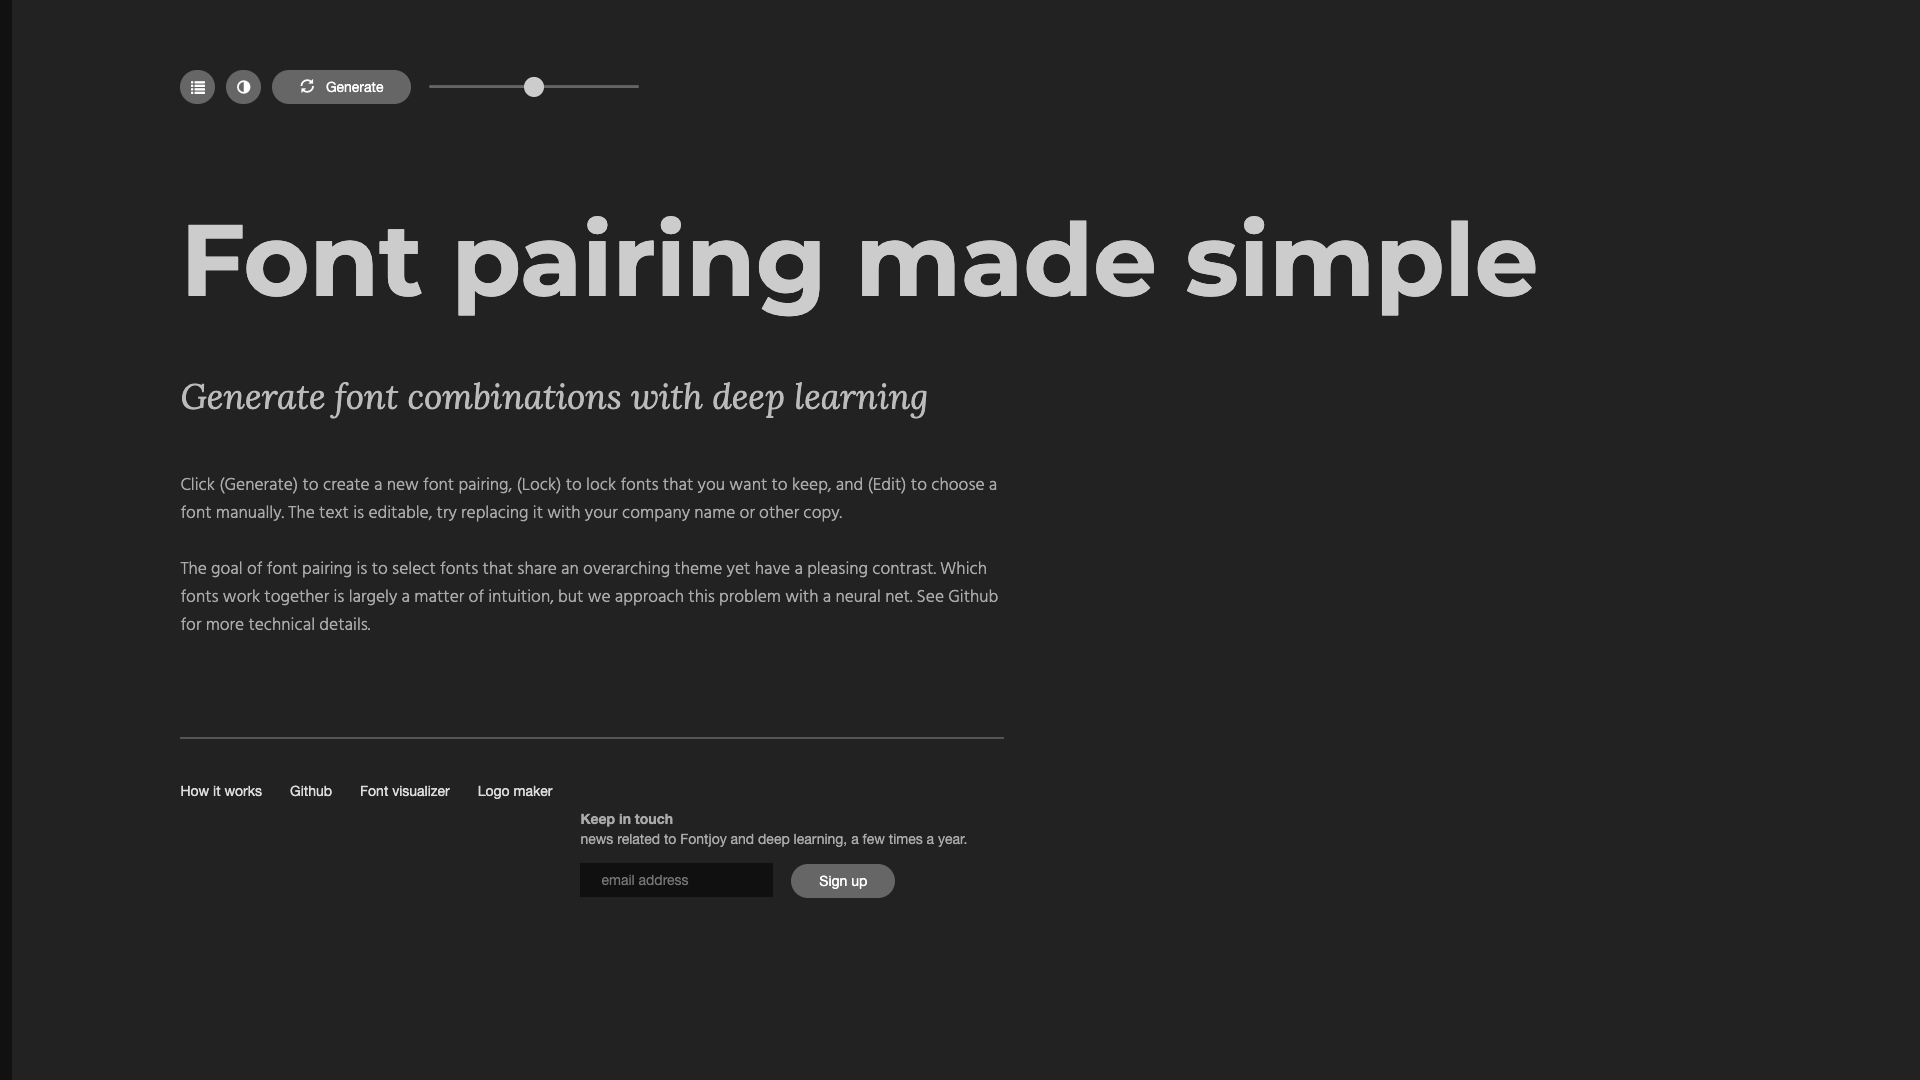 Generate
Font pairing made simple
Generate font combinations with deep learning
Click (Generate) to create a new font pairing, (Lock) to lock fonts that you want to keep, and (Edit) to choose a
font manually. The text is editable, try replacing it with your company name or other copy.
The goal of font pairing is to select fonts that share an overarching theme yet have a pleasing contrast. Which
fonts work together is largely a matter of intuition, but we approach this problem with a neural net. See Github
for more technical details.
How it works Github Font visualizer Logo maker
Keep in touch
news related to Fontjoy and deep learning, a few times a year.
email address Sign up